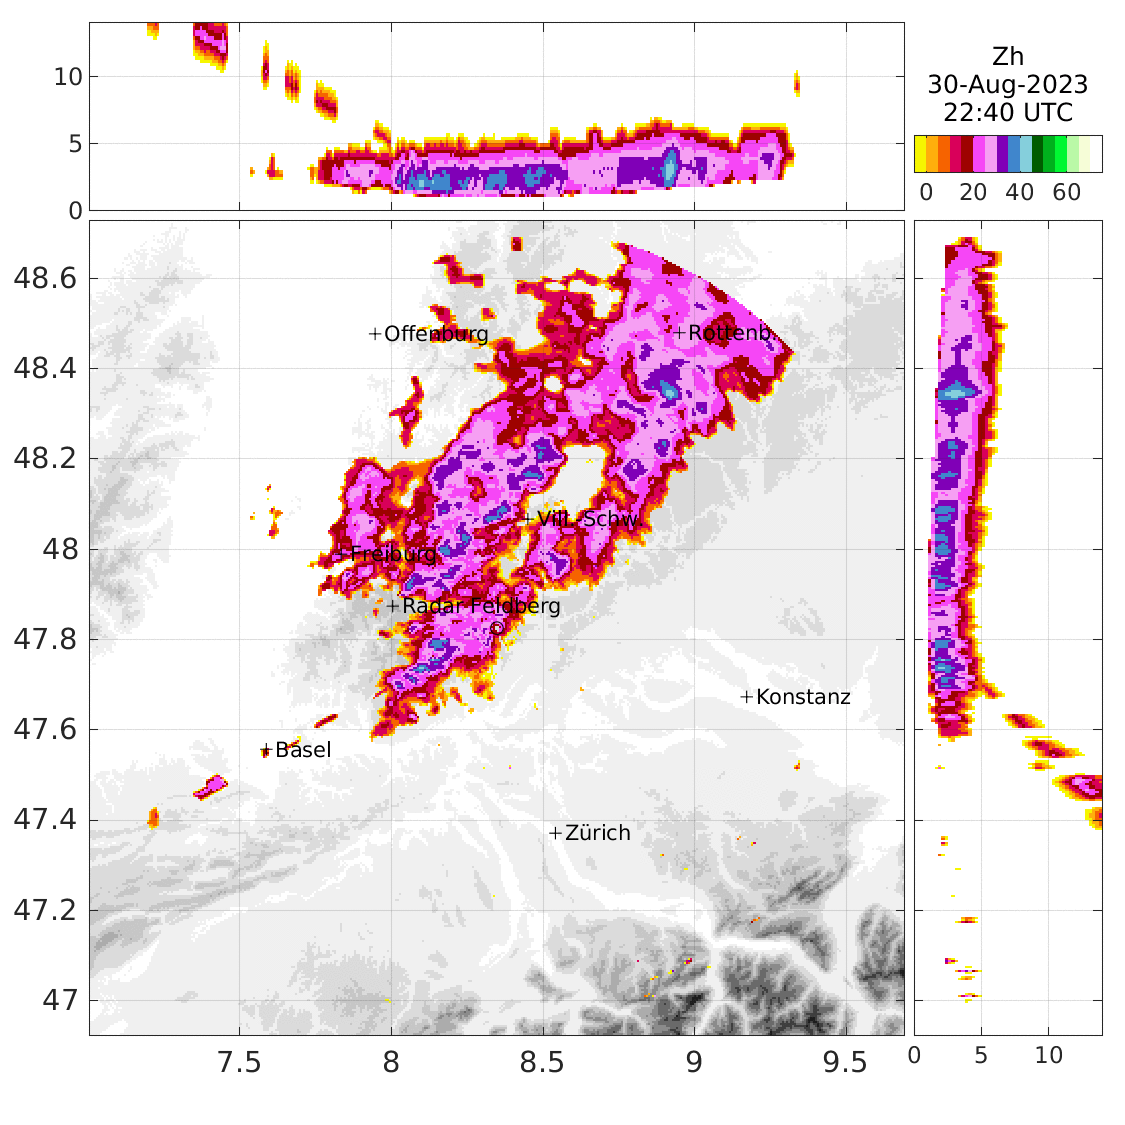 Zh
30-Aug-2023
22:40 UTC
0 20 40 60
10
5
0
48.6
48.4
48.2
48
47.8
47.6
47.4
47.2
47
+Offenburg
+Rottenb.
+Vill.-Schw.
+Freiburg
+Radar Feldberg
+Konstanz
+Basel
+Zürich
7.5 8 8.5 9 9.5
0 5 10